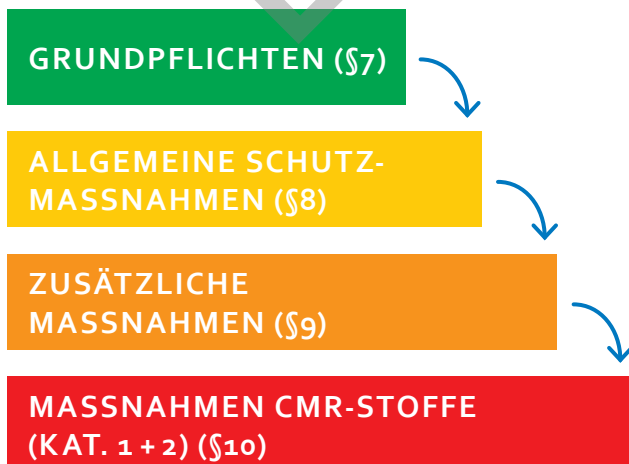 GRUNDPFLICHTEN (§7)
ALLGEMEINE SCHUTZ-
MASSNAHMEN (§8)
ZUSÄTZLICHE
MASSNAHMEN (§9)
MASSNAHMEN CMR-STOFFE
(KAT. 1 + 2) (§10)